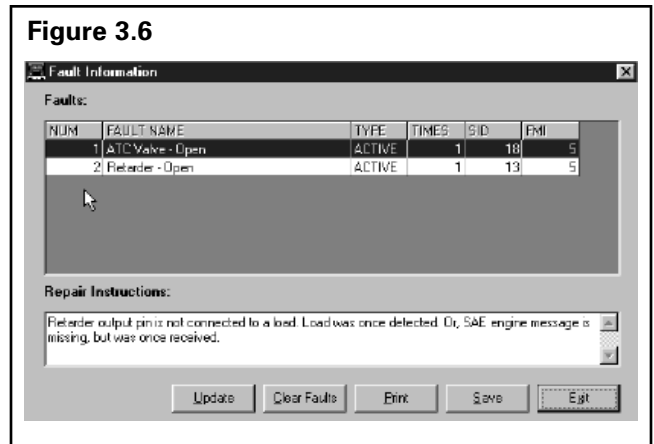 Figure 3.6
Fault Information
Faults:
NUM FAULT NAME TYPE TIMES SID FMI
1 ATC Valve - Open ACTIVE 1 18 5
2 Retarder - Open ACTIVE 1 13 5
Repair Instructions:
Retarder output pin is not connected to a load. Load was once detected. Or, SAE engine message is
missing, but was once received.
Update Clear Faults Print Save Exit